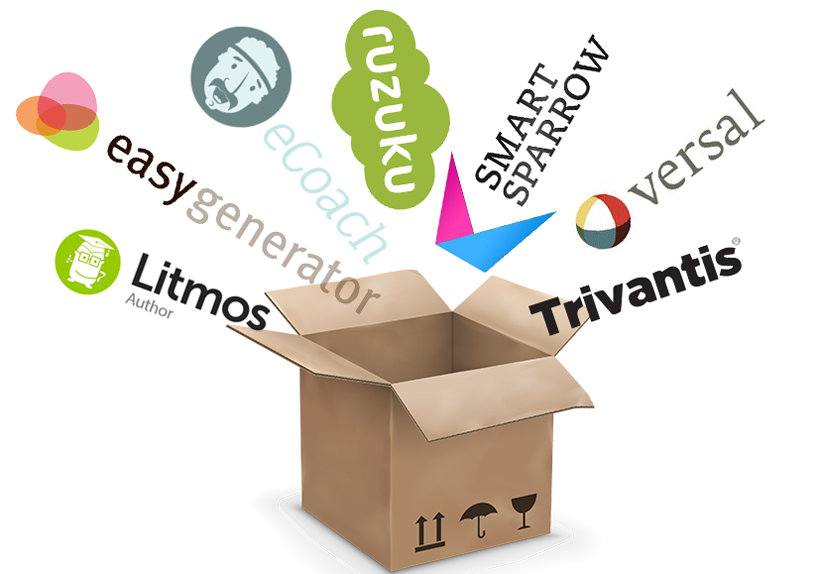 ruzuku
SMART
SPARROW
versal
eCoach
easygenerator
Litmos
Author
Trivantis®